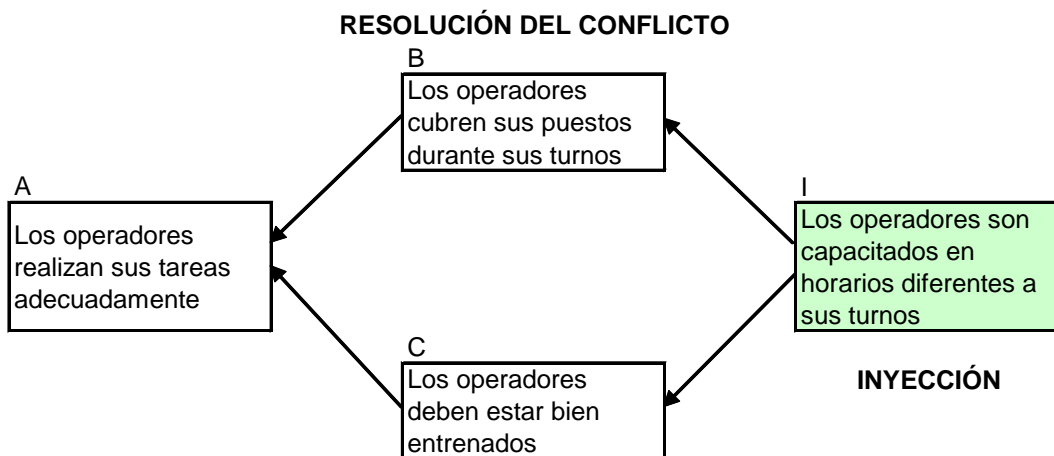 RESOLUCIÓN DEL CONFLICTO
B
Los operadores
cubren sus puestos
durante sus turnos
A
Los operadores
realizan sus tareas
adecuadamente
I
Los operadores son
capacitados en
horarios diferentes a
sus turnos
C
Los operadores
deben estar bien
entrenados
INYECCIÓN